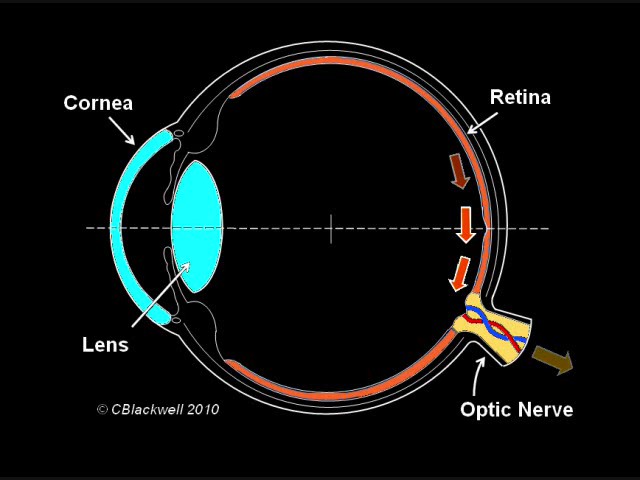 Cornea
Retina
Lens
Optic Nerve
© CBlackwell 2010